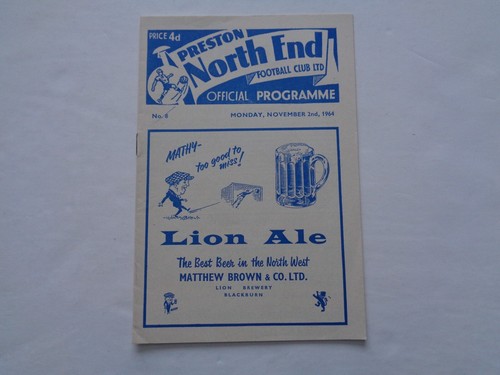 PRICE 4d
PRESTON
North End
FOOTBALL CLUB LTD
OFFICIAL PROGRAMME
No. 8 MONDAY, NOVEMBER 2nd, 1964
MATHY-
too good to
miss!
Lion Ale
The Best Beer in the North West
MATTHEW BROWN & CO. LTD.
LION BREWERY
BLACKBURN